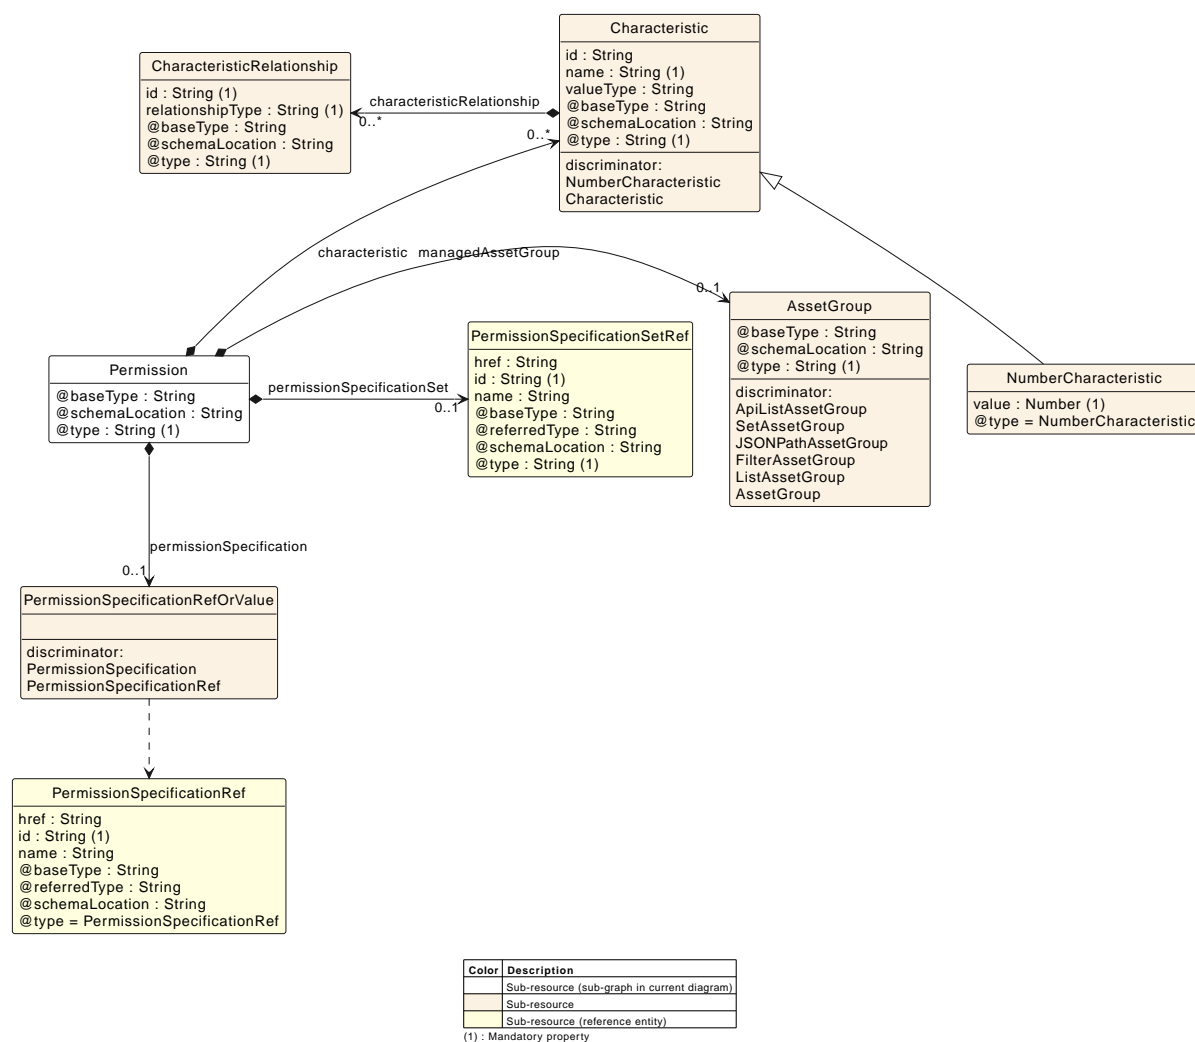 Characteristic
id : String
name : String (1)
valueType : String
@baseType : String
@schemaLocation : String
@type : String (1)
discriminator:
NumberCharacteristic
Characteristic
CharacteristicRelationship
id : String (1)
relationshipType : String (1)
@baseType : String
@schemaLocation : String
@type : String (1)
characteristicRelationship
0..*
0..*
characteristic
managedAssetGroup
0..1
AssetGroup
@baseType : String
@schemaLocation : String
@type : String (1)
discriminator:
ApiListAssetGroup
SetAssetGroup
JSONPathAssetGroup
FilterAssetGroup
ListAssetGroup
AssetGroup
PermissionSpecificationSetRef
href : String
id : String (1)
name : String
@baseType : String
@referredType : String
@schemaLocation : String
@type : String (1)
Permission
@baseType : String
@schemaLocation : String
@type : String (1)
permissionSpecificationSet
0..1
NumberCharacteristic
value : Number (1)
@type = NumberCharacteristic
permissionSpecification
0..1
PermissionSpecificationRefOrValue
discriminator:
PermissionSpecification
PermissionSpecificationRef
PermissionSpecificationRef
href : String
id : String (1)
name : String
@baseType : String
@referredType : String
@schemaLocation : String
@type = PermissionSpecificationRef
Color Description
Sub-resource (sub-graph in current diagram)
Sub-resource
Sub-resource (reference entity)
(1) : Mandatory property